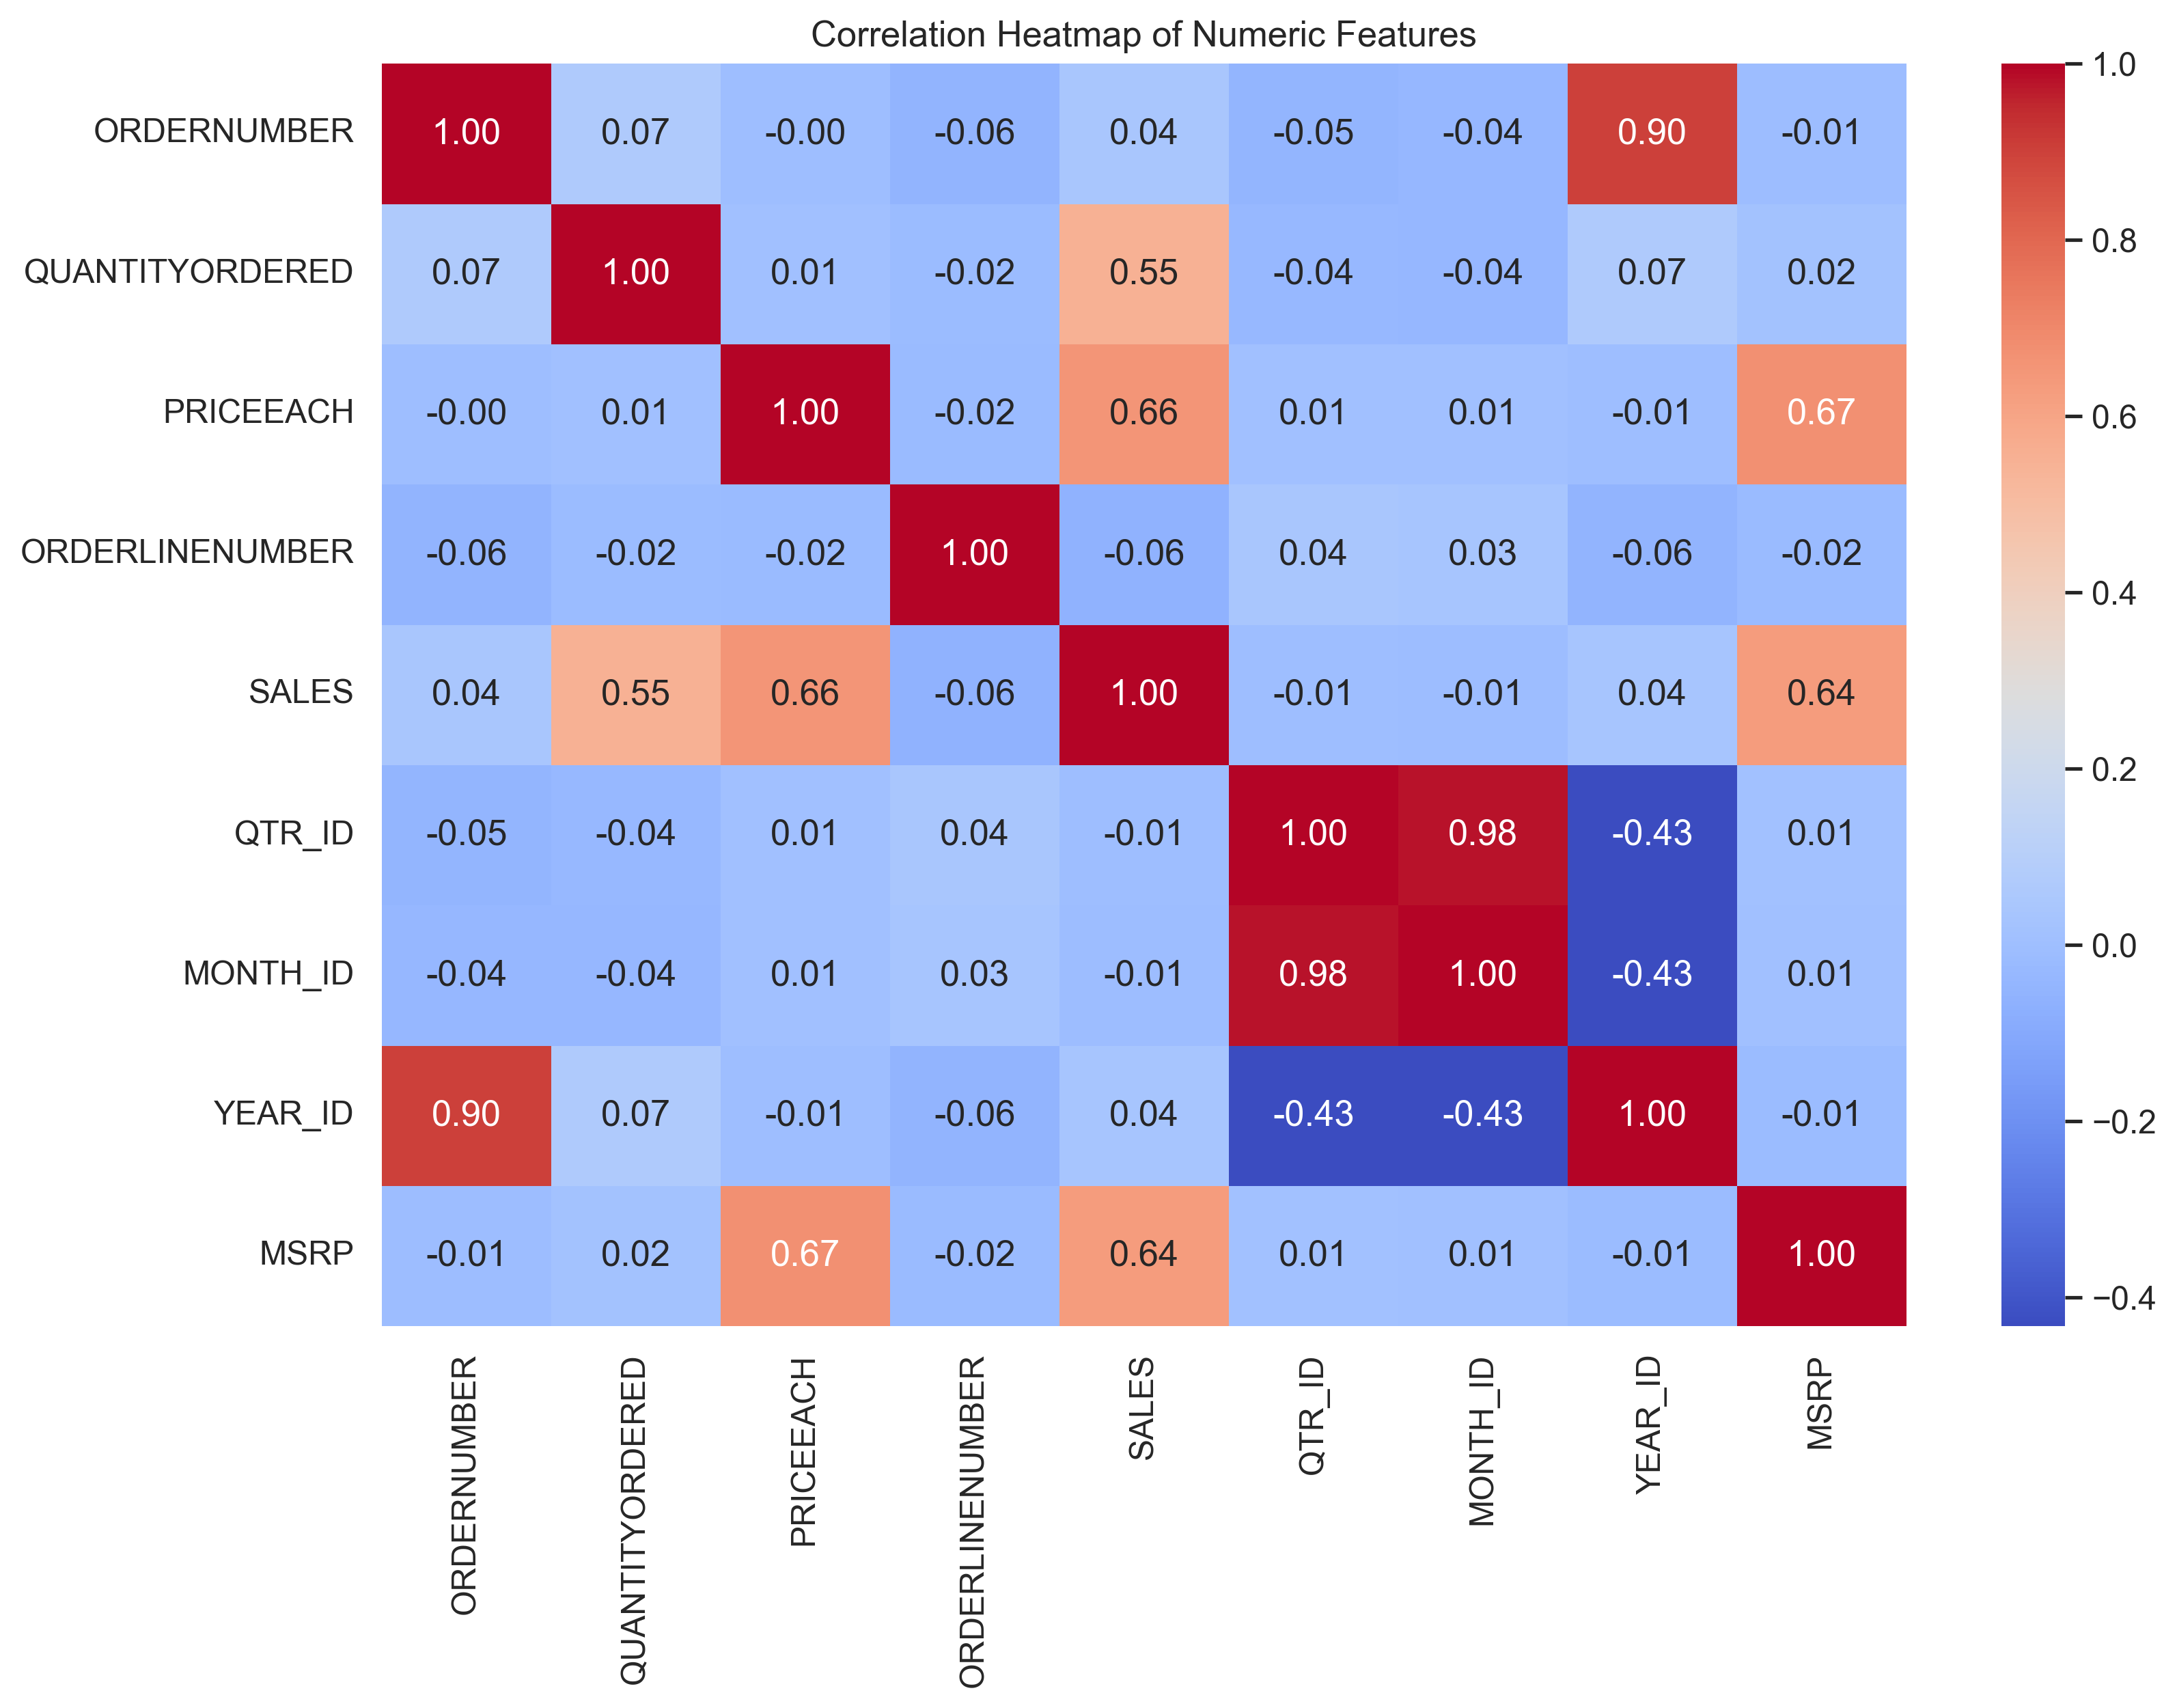 Correlation Heatmap of Numeric Features
ORDERNUMBER 1.00 0.07 -0.00 -0.06 0.04 -0.05 -0.04 0.90 -0.01
QUANTITYORDERED 0.07 1.00 0.01 -0.02 0.55 -0.04 -0.04 0.07 0.02
PRICEEACH -0.00 0.01 1.00 -0.02 0.66 0.01 0.01 -0.01 0.67
ORDERLINENUMBER -0.06 -0.02 -0.02 1.00 -0.06 0.04 0.03 -0.06 -0.02
SALES 0.04 0.55 0.66 -0.06 1.00 -0.01 -0.01 0.04 0.64
QTR_ID -0.05 -0.04 0.01 0.04 -0.01 1.00 0.98 -0.43 0.01
MONTH_ID -0.04 -0.04 0.01 0.03 -0.01 0.98 1.00 -0.43 0.01
YEAR_ID 0.90 0.07 -0.01 -0.06 0.04 -0.43 -0.43 1.00 -0.01
MSRP -0.01 0.02 0.67 -0.02 0.64 0.01 0.01 -0.01 1.00
ORDERNUMBER
QUANTITYORDERED
PRICEEACH
ORDERLINENUMBER
SALES
QTR_ID
MONTH_ID
YEAR_ID
MSRP
1.0
0.8
0.6
0.4
0.2
0.0
−0.2
−0.4